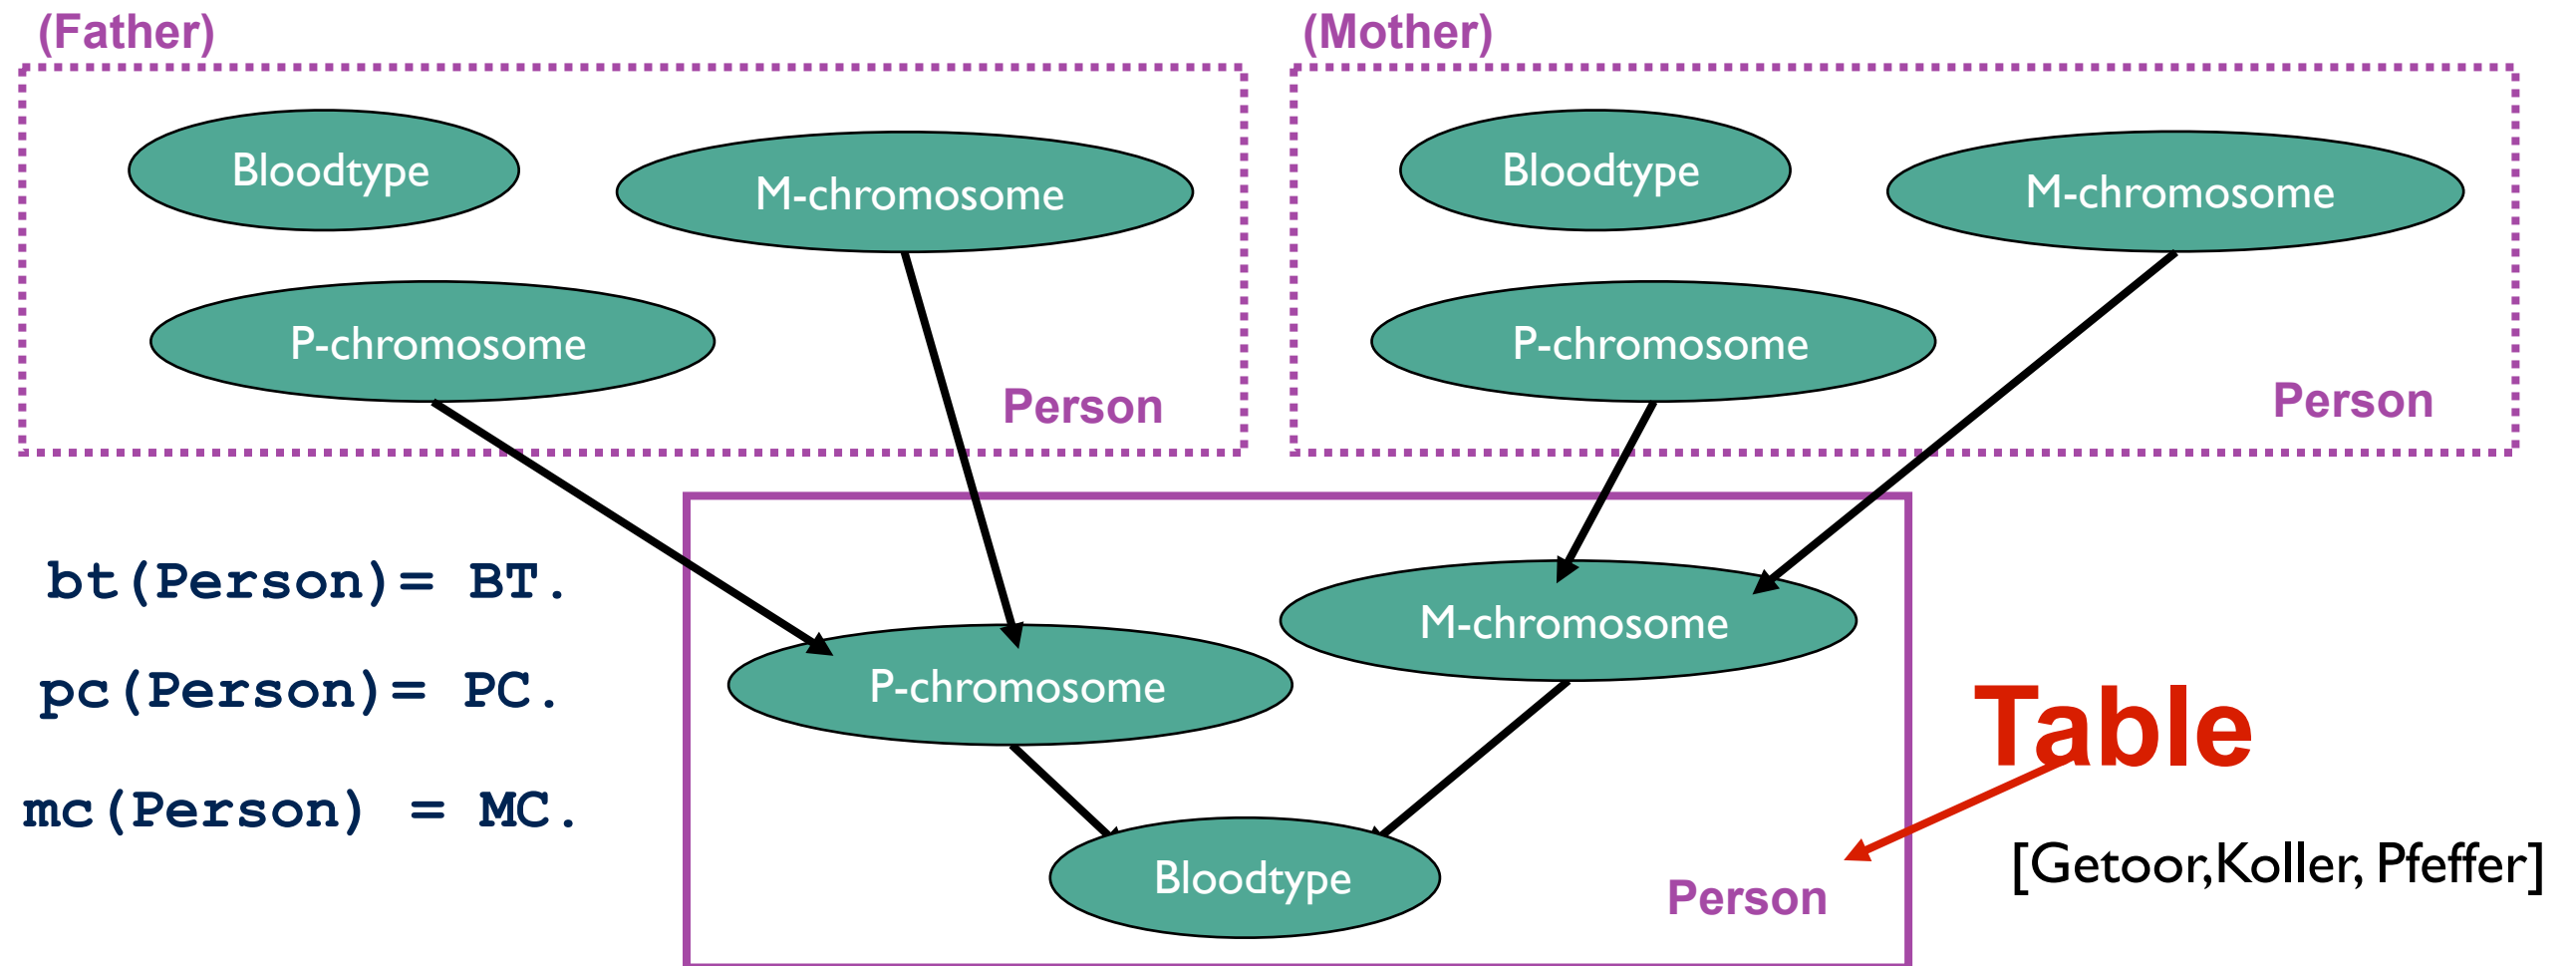 (Father)
(Mother)
Bloodtype
M-chromosome
P-chromosome
Person
Bloodtype
M-chromosome
P-chromosome
Person
bt(Person)= BT.
pc(Person)= PC.
mc(Person) = MC.
M-chromosome
P-chromosome
Bloodtype
Person
Table
[Getoor,Koller, Pfeffer]